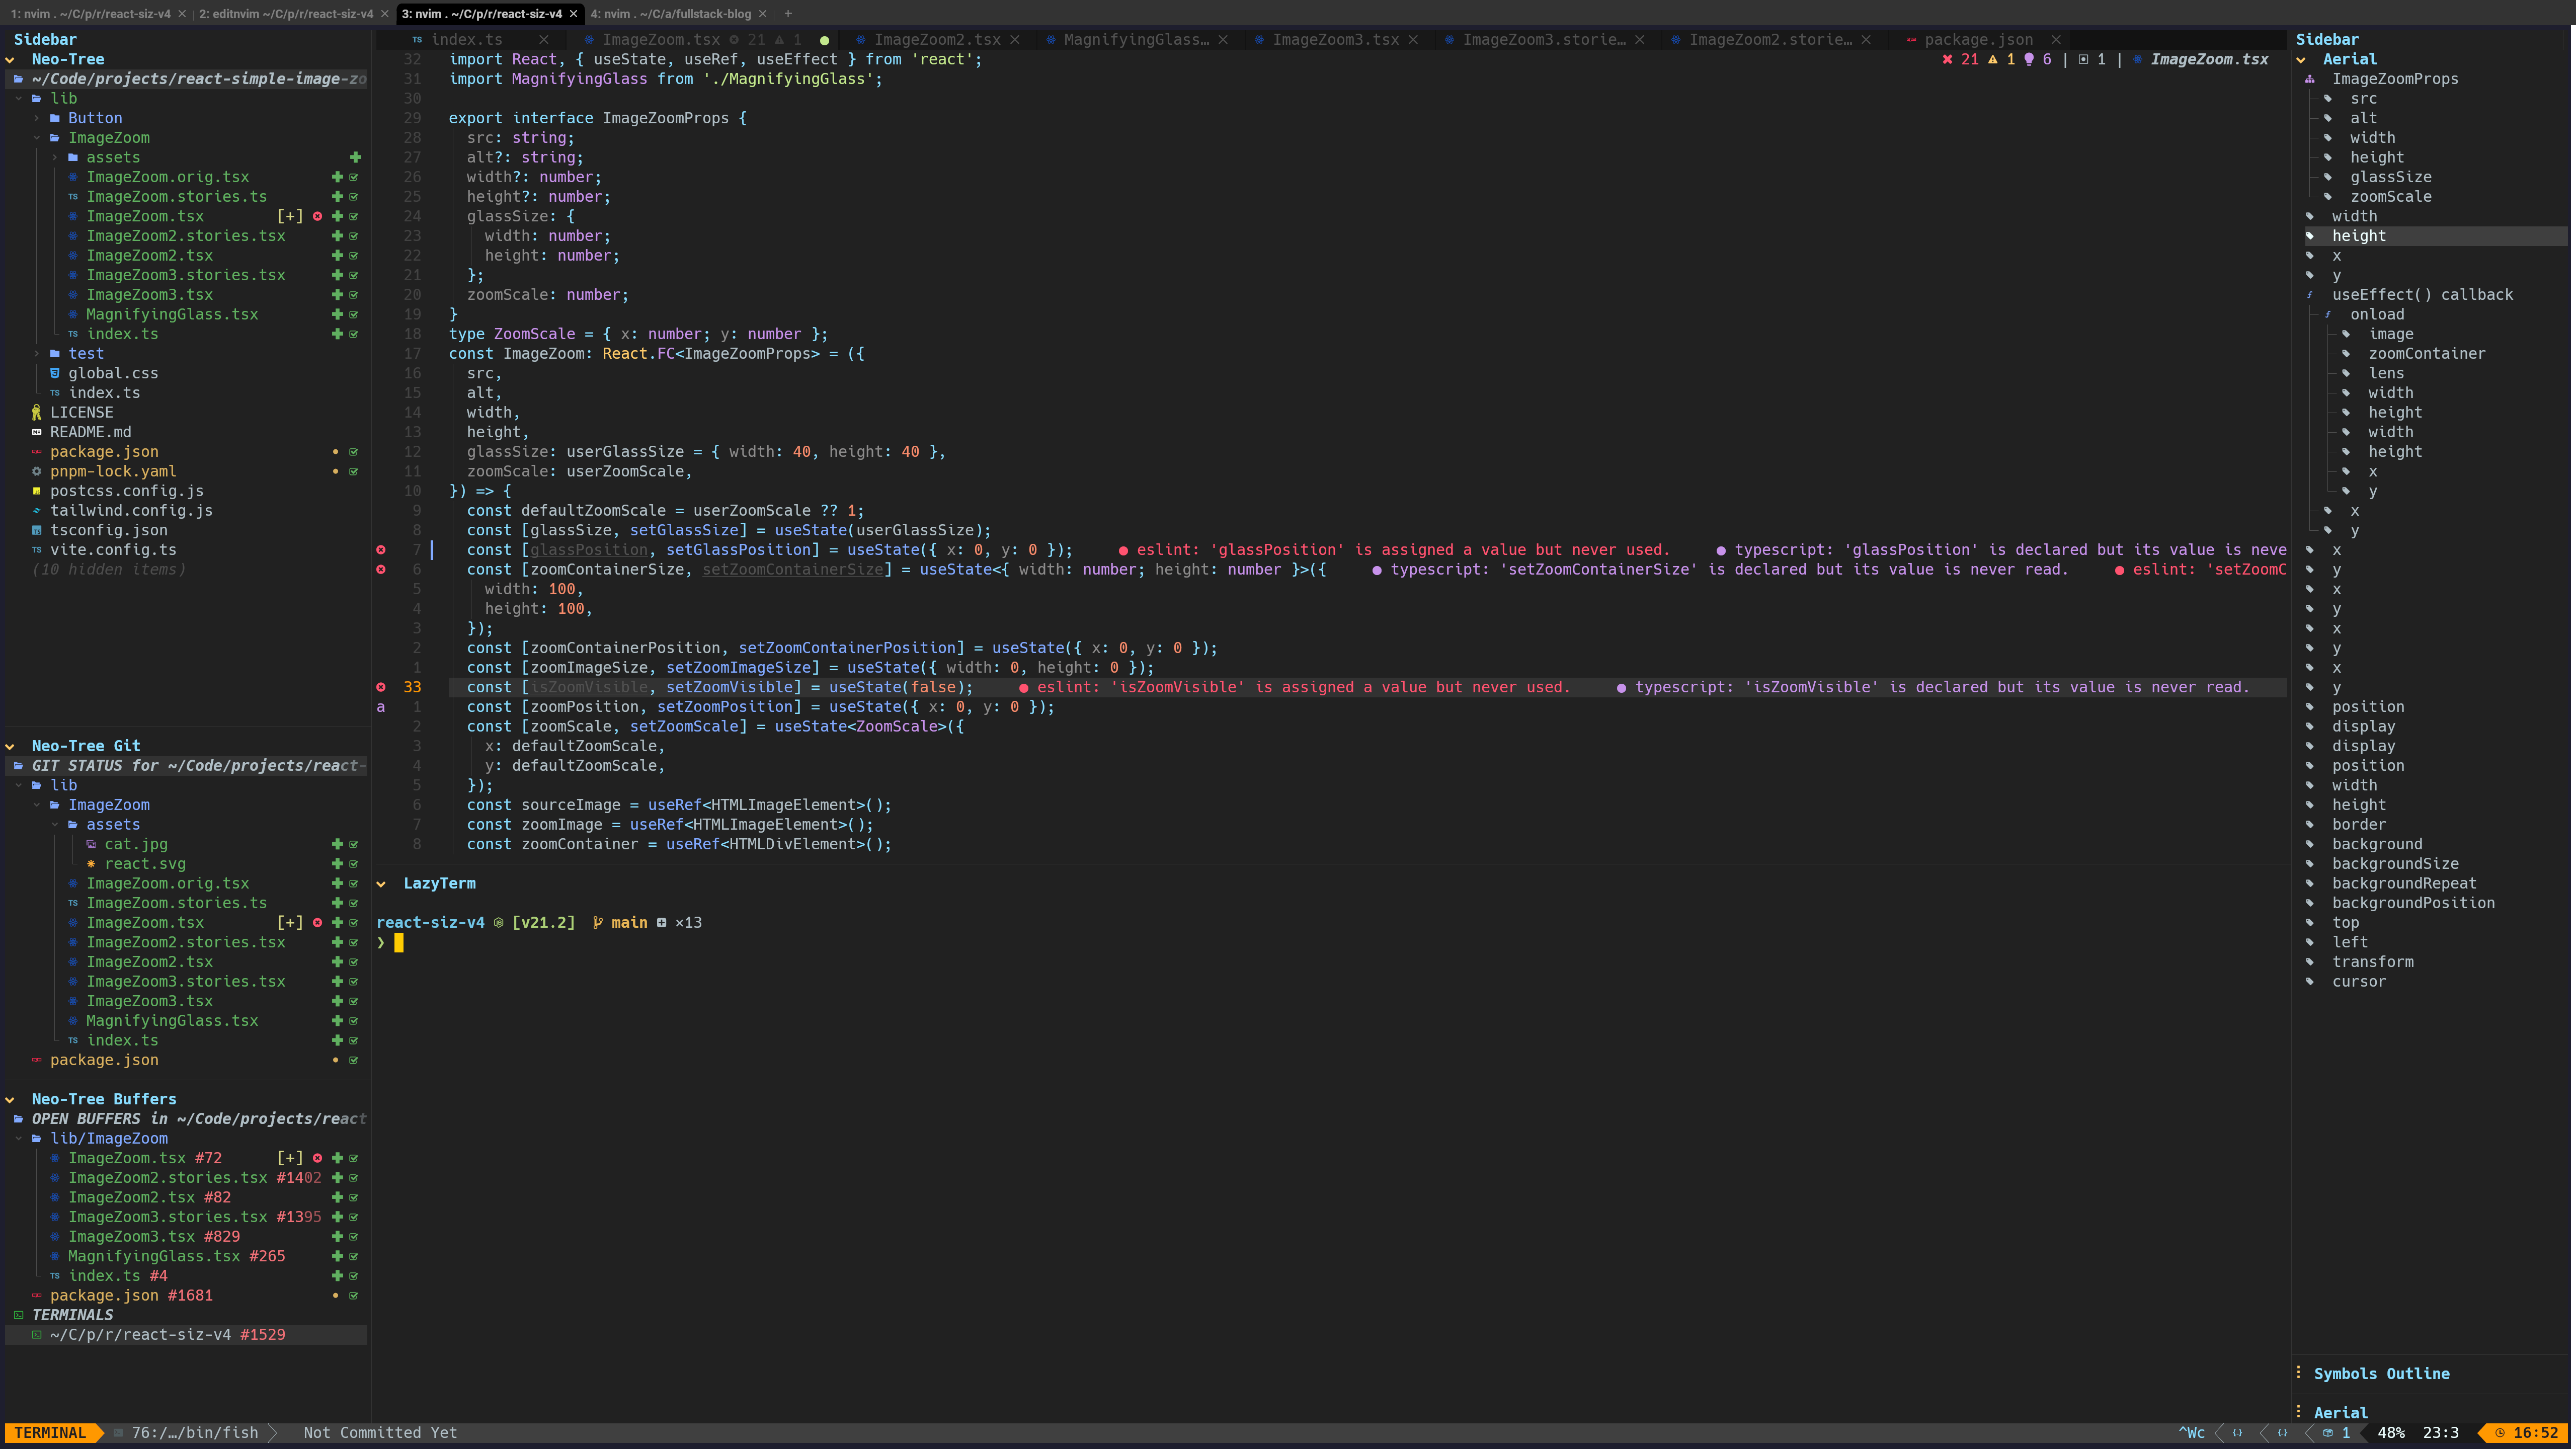 1: nvim . ~/C/p/r/react-siz-v4 × 2: editnvim ~/C/p/r/react-siz-v4 × 3: nvim . ~/C/p/r/react-siz-v4 × 4: nvim . ~/C/a/fullstack-blog × +
Sidebar
Neo-Tree
~/Code/projects/react-simple-image-zo
lib
Button
ImageZoom
assets
ImageZoom.orig.tsx
TS ImageZoom.stories.ts
ImageZoom.tsx [+]
ImageZoom2.stories.tsx
ImageZoom2.tsx
ImageZoom3.stories.tsx
ImageZoom3.tsx
MagnifyingGlass.tsx
TS index.ts
test
global.css
TS index.ts
LICENSE
README.md
package.json
pnpm-lock.yaml
postcss.config.js
tailwind.config.js
tsconfig.json
TS vite.config.ts
(10 hidden items)
Neo-Tree Git
GIT STATUS for ~/Code/projects/react-
lib
ImageZoom
assets
cat.jpg
react.svg
ImageZoom.orig.tsx
TS ImageZoom.stories.ts
ImageZoom.tsx [+]
ImageZoom2.stories.tsx
ImageZoom2.tsx
ImageZoom3.stories.tsx
ImageZoom3.tsx
MagnifyingGlass.tsx
TS index.ts
package.json
Neo-Tree Buffers
OPEN BUFFERS in ~/Code/projects/react
lib/ImageZoom
ImageZoom.tsx #72 [+]
ImageZoom2.stories.tsx #1402
ImageZoom2.tsx #82
ImageZoom3.stories.tsx #1395
ImageZoom3.tsx #829
MagnifyingGlass.tsx #265
TS index.ts #4
package.json #1681
TERMINALS
~/C/p/r/react-siz-v4 #1529
TS index.ts × ImageZoom.tsx 21 1 ● ImageZoom2.tsx × MagnifyingGlass… × ImageZoom3.tsx × ImageZoom3.storie… × ImageZoom2.storie… × package.json ×
21 1 6 | 1 | ImageZoom.tsx
32 import React, { useState, useRef, useEffect } from 'react';
31 import MagnifyingGlass from './MagnifyingGlass';
30
29 export interface ImageZoomProps {
28 src: string;
27 alt?: string;
26 width?: number;
25 height?: number;
24 glassSize: {
23 width: number;
22 height: number;
21 };
20 zoomScale: number;
19 }
18 type ZoomScale = { x: number; y: number };
17 const ImageZoom: React.FC<ImageZoomProps> = ({
16 src,
15 alt,
14 width,
13 height,
12 glassSize: userGlassSize = { width: 40, height: 40 },
11 zoomScale: userZoomScale,
10 }) => {
9 const defaultZoomScale = userZoomScale ?? 1;
8 const [glassSize, setGlassSize] = useState(userGlassSize);
7 const [glassPosition, setGlassPosition] = useState({ x: 0, y: 0 }); ● eslint: 'glassPosition' is assigned a value but never used. ● typescript: 'glassPosition' is declared but its value is neve
6 const [zoomContainerSize, setZoomContainerSize] = useState<{ width: number; height: number }>({ ● typescript: 'setZoomContainerSize' is declared but its value is never read. ● eslint: 'setZoomC
5 width: 100,
4 height: 100,
3 });
2 const [zoomContainerPosition, setZoomContainerPosition] = useState({ x: 0, y: 0 });
1 const [zoomImageSize, setZoomImageSize] = useState({ width: 0, height: 0 });
33 const [isZoomVisible, setZoomVisible] = useState(false); ● eslint: 'isZoomVisible' is assigned a value but never used. ● typescript: 'isZoomVisible' is declared but its value is never read.
a 1 const [zoomPosition, setZoomPosition] = useState({ x: 0, y: 0 });
2 const [zoomScale, setZoomScale] = useState<ZoomScale>({
3 x: defaultZoomScale,
4 y: defaultZoomScale,
5 });
6 const sourceImage = useRef<HTMLImageElement>();
7 const zoomImage = useRef<HTMLImageElement>();
8 const zoomContainer = useRef<HTMLDivElement>();
LazyTerm
react-siz-v4 [v21.2] main ×13
❯
Sidebar
Aerial
ImageZoomProps
src
alt
width
height
glassSize
zoomScale
width
height
x
y
useEffect() callback
onload
image
zoomContainer
lens
width
height
width
height
x
y
x
y
x
y
x
y
x
y
x
y
position
display
display
position
width
height
border
background
backgroundSize
backgroundRepeat
backgroundPosition
top
left
transform
cursor
Symbols Outline
Aerial
TERMINAL 76:/…/bin/fish Not Committed Yet ^Wc {} {} 1 48% 23:3 16:52